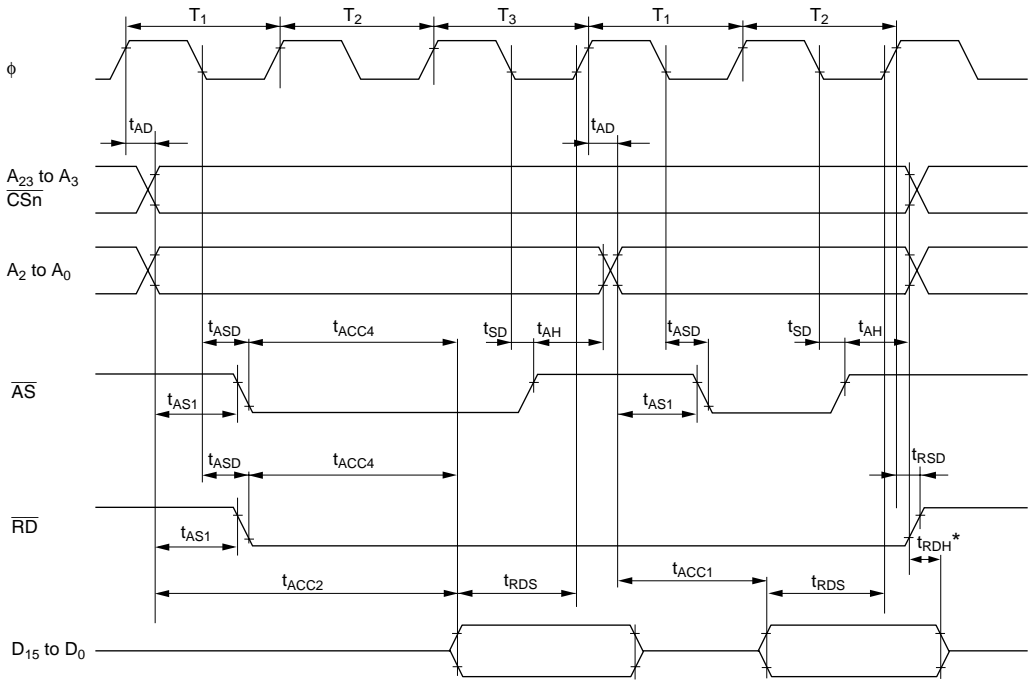 T1 T2 T3 T1 T2
φ
tAD tAD
A23 to A3
CSn
A2 to A0
tASD tACC4 tSD tAH tASD tSD tAH
AS
tAS1 tAS1
tASD tACC4 tRSD
RD
tAS1 tRDH*
tACC2 tRDS tACC1 tRDS
D15 to D0